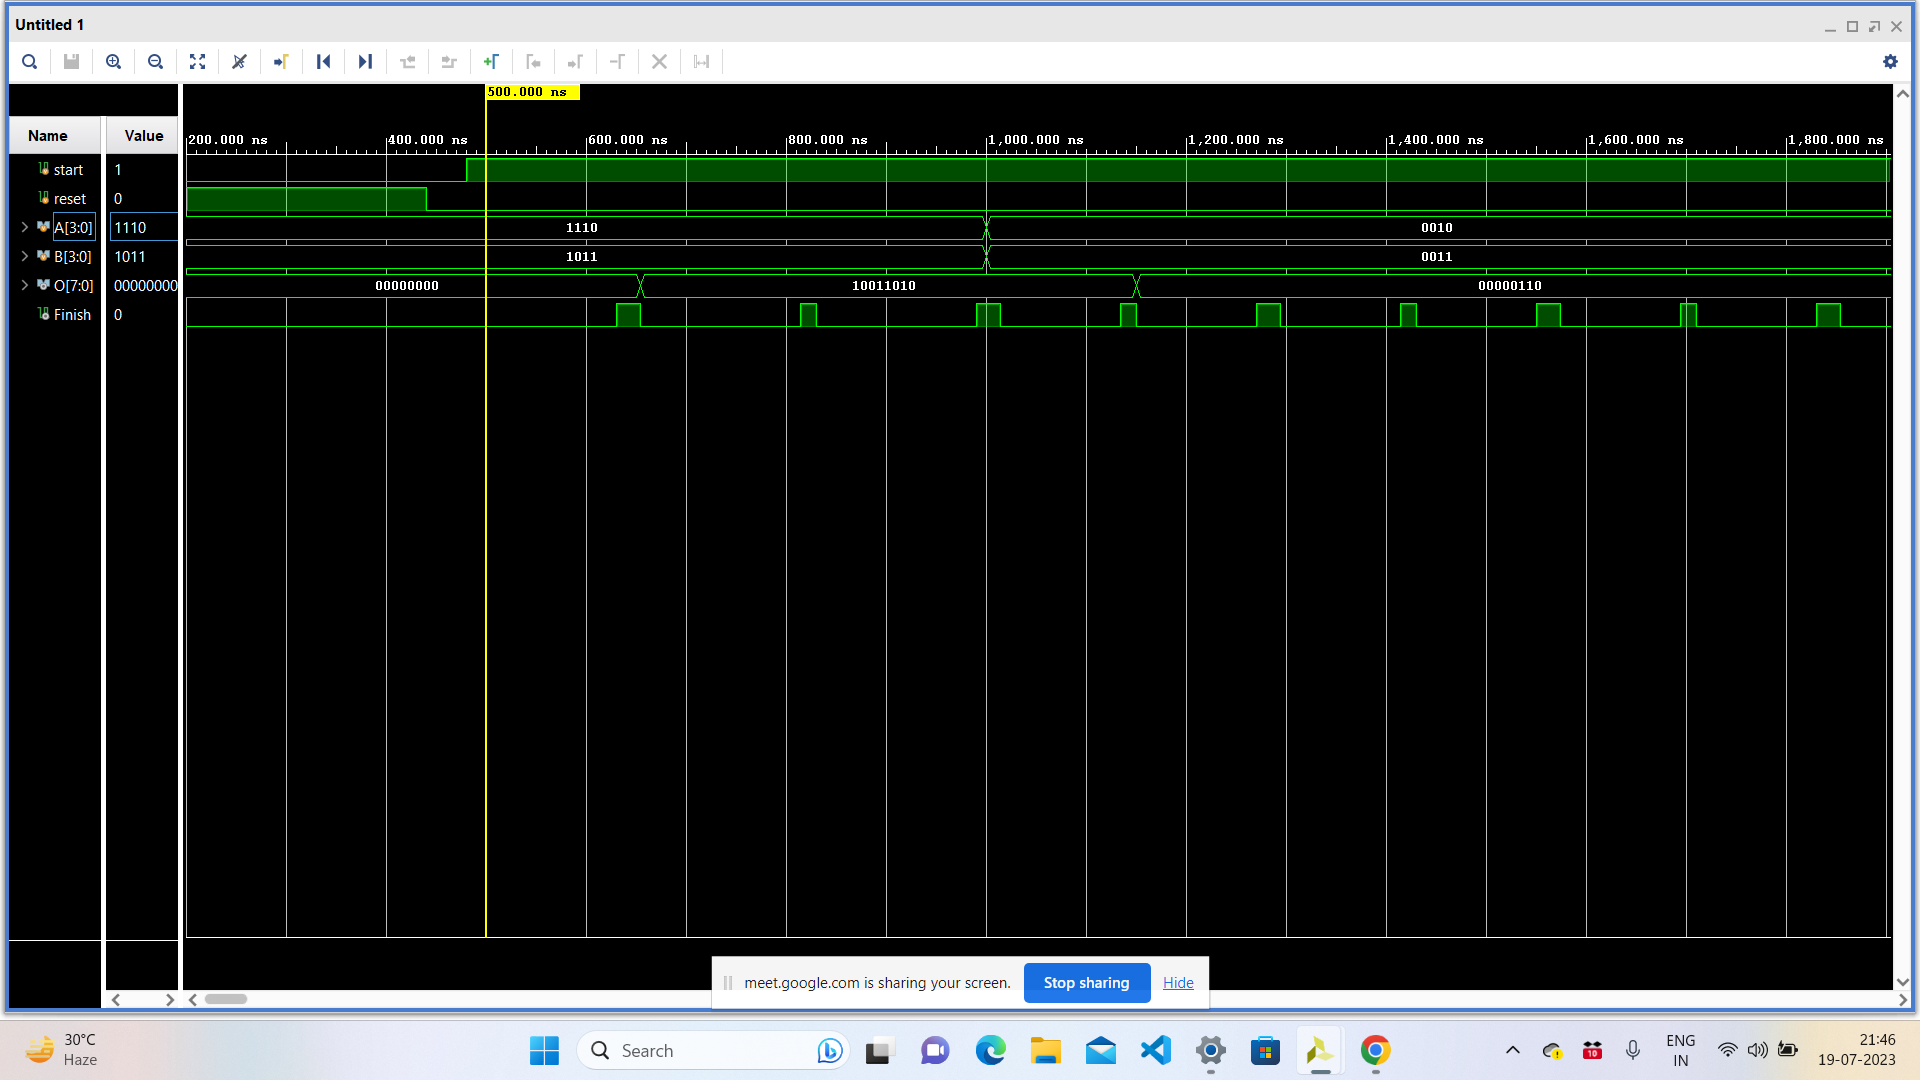 Untitled 1
500.000 ns
Name Value
200.000 ns 400.000 ns 600.000 ns 800.000 ns 1,000.000 ns 1,200.000 ns 1,400.000 ns 1,600.000 ns 1,800.000 ns
start 1
reset 0
A[3:0] 1110 1110 0010
B[3:0] 1011 1011 0011
O[7:0] 00000000 00000000 10011010 00000110
Finish 0
meet.google.com is sharing your screen. Stop sharing Hide
30°C
Haze
Search
10
ENG
IN
21:46
19-07-2023